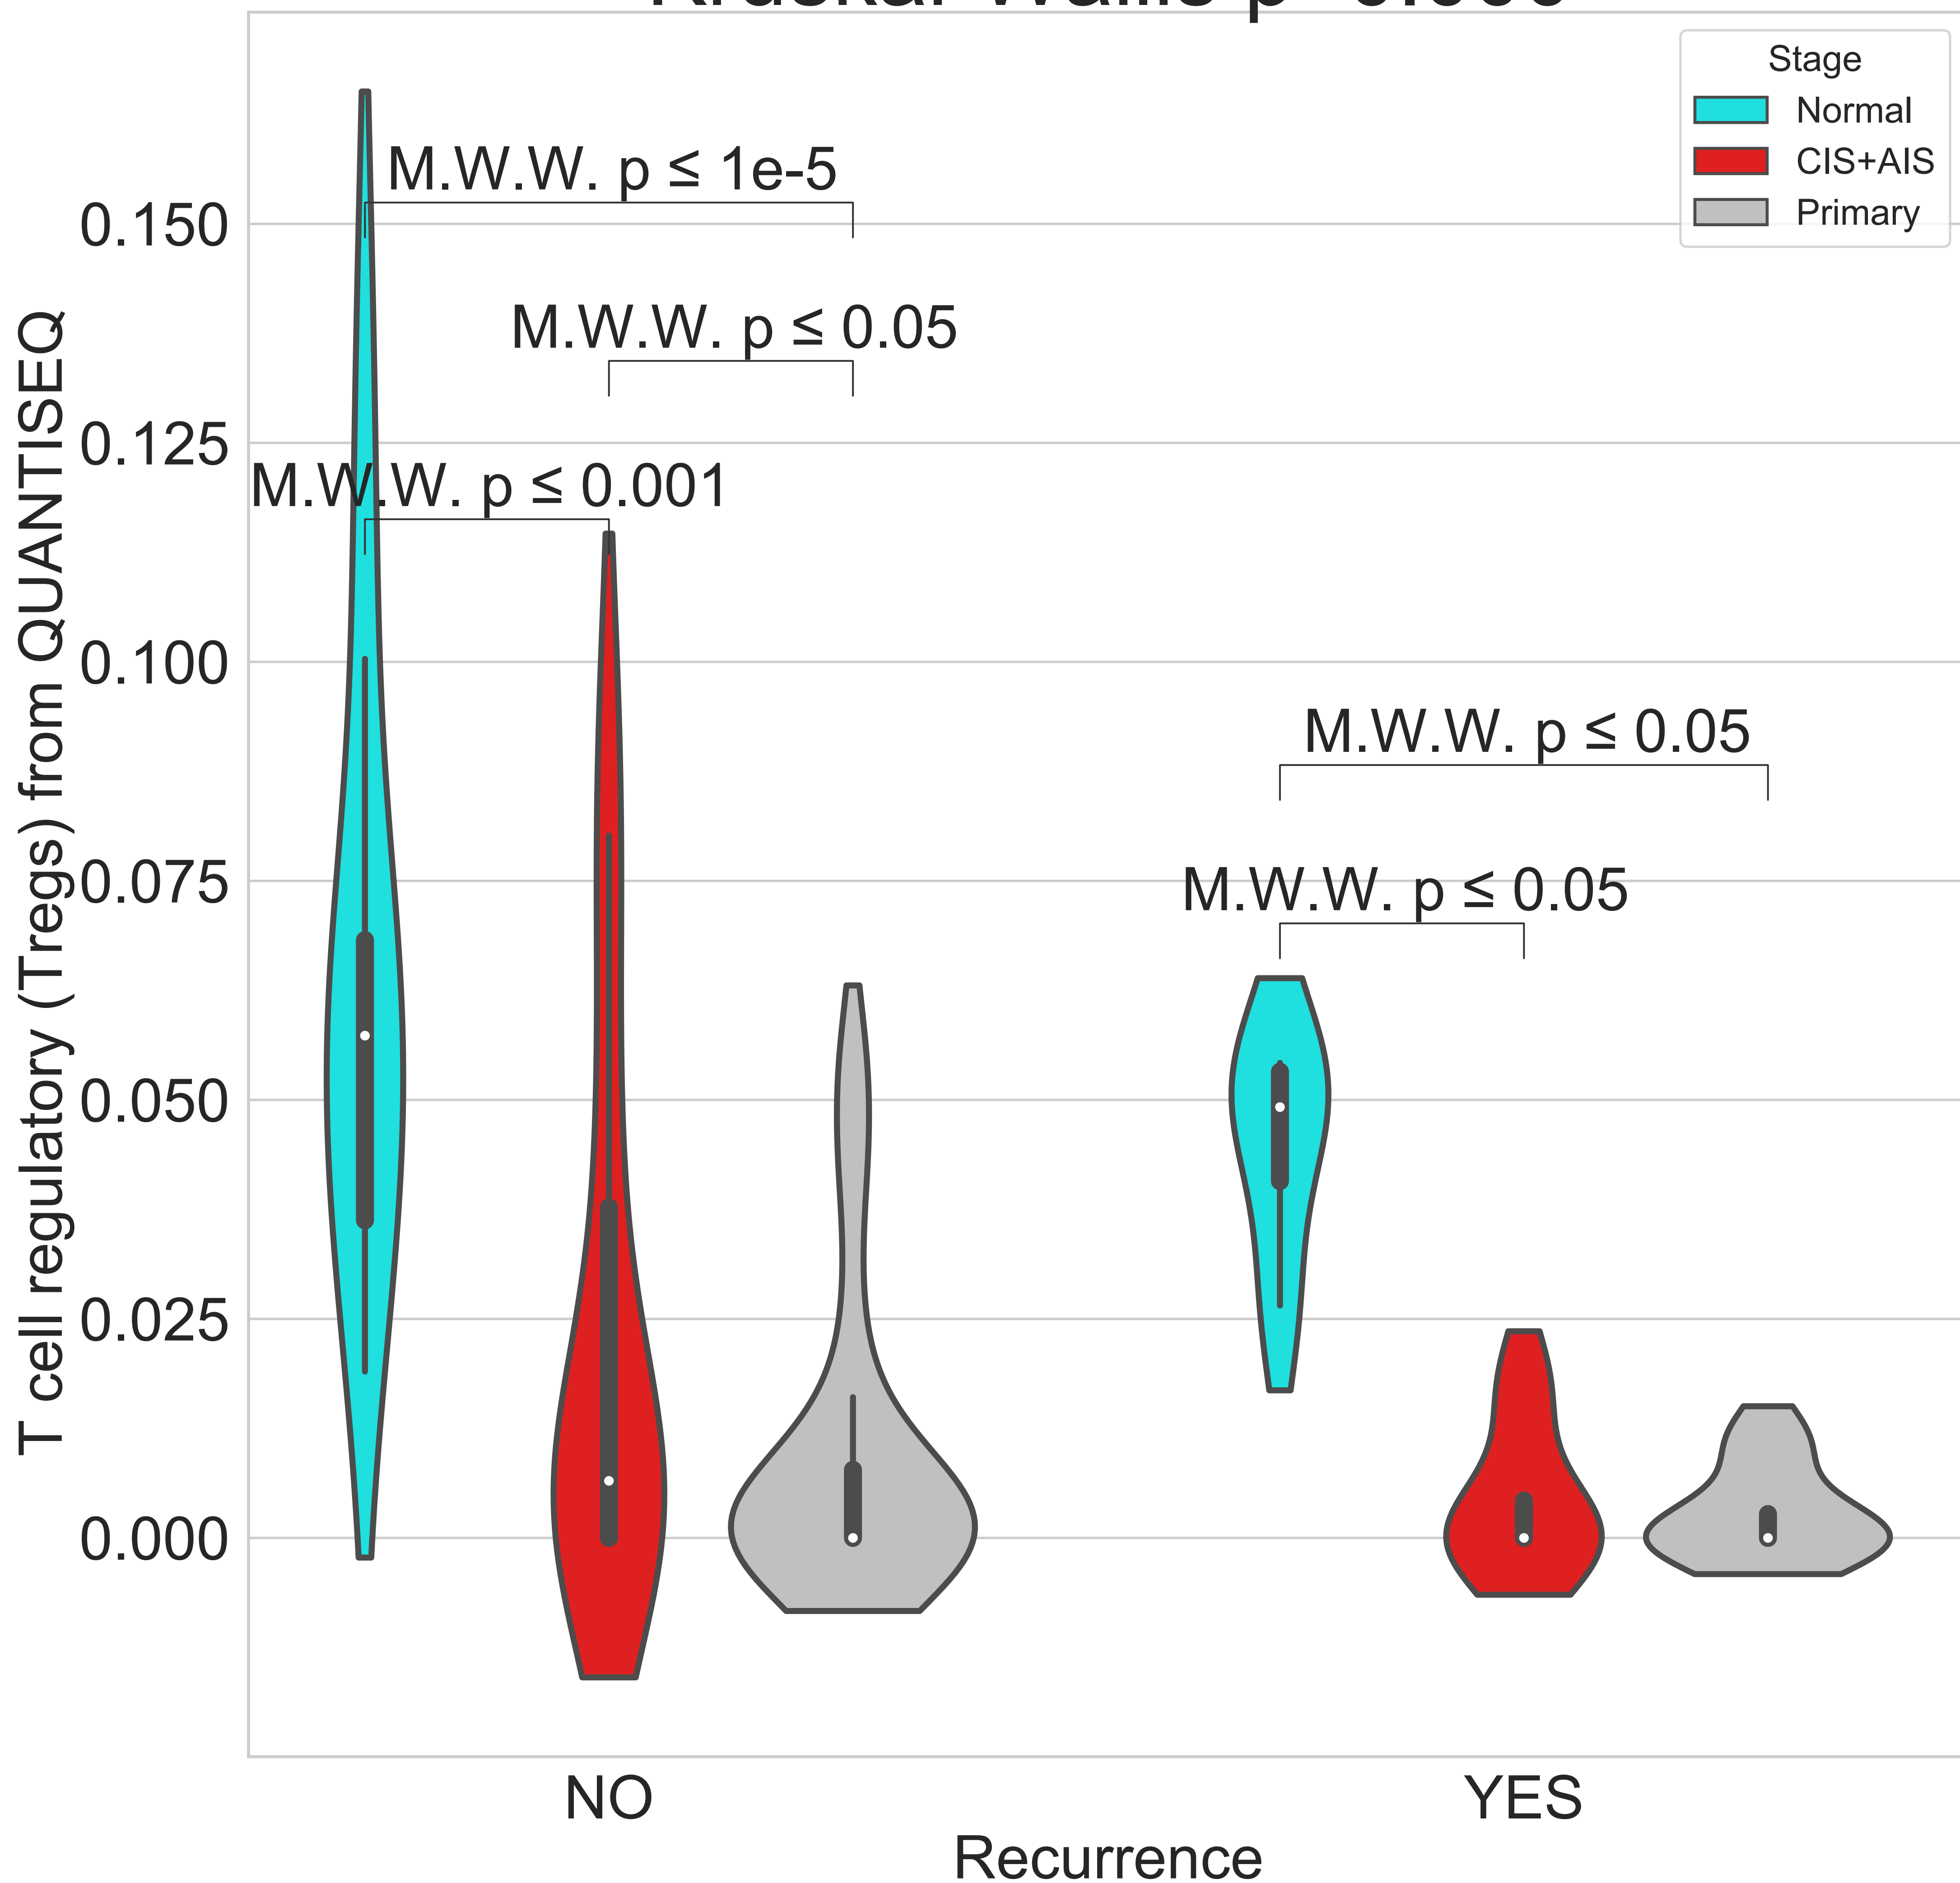 Stage
Normal
CIS+AIS
Primary
M.W.W. p ≤ 1e-5
M.W.W. p ≤ 0.05
M.W.W. p ≤ 0.001
M.W.W. p ≤ 0.05
M.W.W. p ≤ 0.05
T cell regulatory (Tregs) from QUANTISEQ
0.150
0.125
0.100
0.075
0.050
0.025
0.000
NO
YES
Recurrence